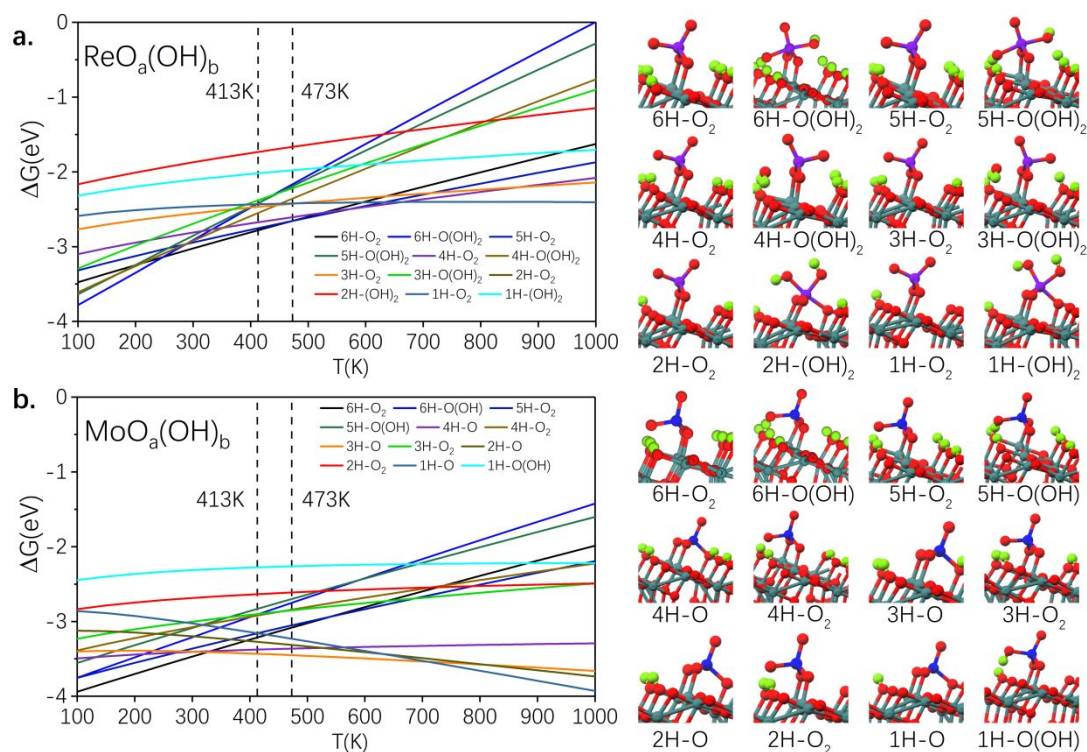 a.
ReOa(OH)b
413K
473K
ΔG(eV)
0
-1
-2
-3
-4
6H-O2 6H-O(OH)2 5H-O2
5H-O(OH)2 4H-O2 4H-O(OH)2
3H-O2 3H-O(OH)2 2H-O2
2H-(OH)2 1H-O2 1H-(OH)2
100 200 300 400 500 600 700 800 900 1000
T(K)
6H-O2 6H-O(OH)2 5H-O2 5H-O(OH)2
4H-O2 4H-O(OH)2 3H-O2 3H-O(OH)2
2H-O2 2H-(OH)2 1H-O2 1H-(OH)2
b.
MoOa(OH)b
413K
473K
ΔG(eV)
0
-1
-2
-3
-4
6H-O2 6H-O(OH) 5H-O2
5H-O(OH) 4H-O 4H-O2
3H-O 3H-O2 2H-O
2H-O2 1H-O 1H-O(OH)
100 200 300 400 500 600 700 800 900 1000
T(K)
6H-O2 6H-O(OH) 5H-O2 5H-O(OH)
4H-O 4H-O2 3H-O 3H-O2
2H-O 2H-O2 1H-O 1H-O(OH)